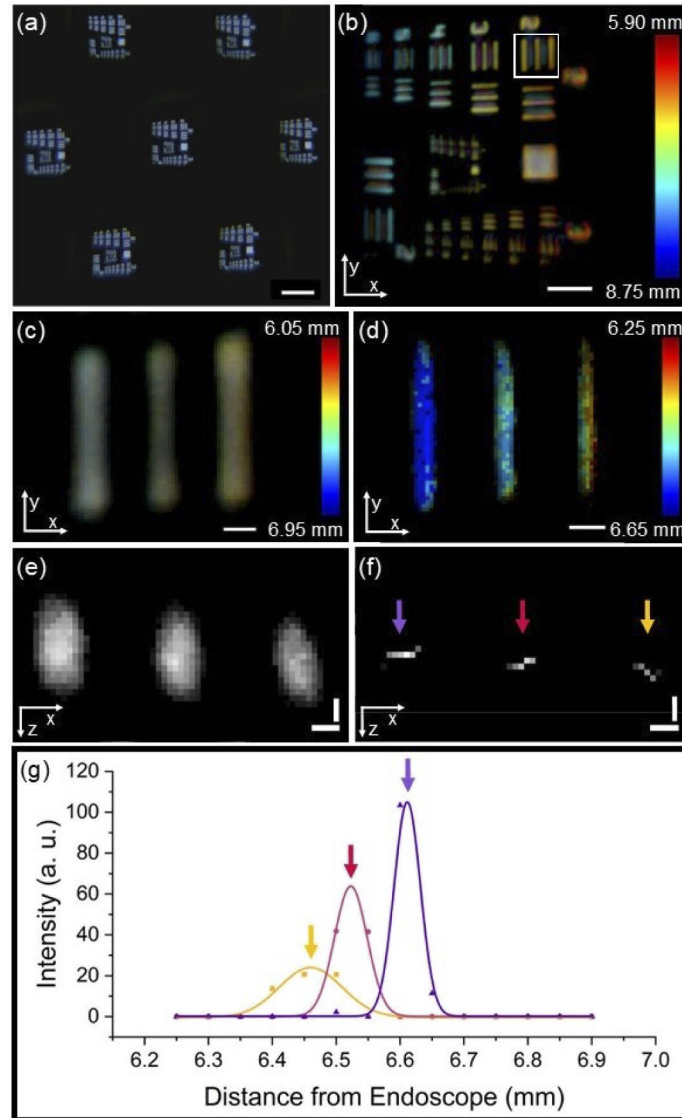 (a)
(b)
5.90 mm
y
x
8.75 mm
(c)
6.05 mm
y
x
6.95 mm
(d)
6.25 mm
y
x
6.65 mm
(e)
x
z
(f)
x
z
(g)
Intensity (a. u.)
120
100
80
60
40
20
0
6.2 6.3 6.4 6.5 6.6 6.7 6.8 6.9 7.0
Distance from Endoscope (mm)